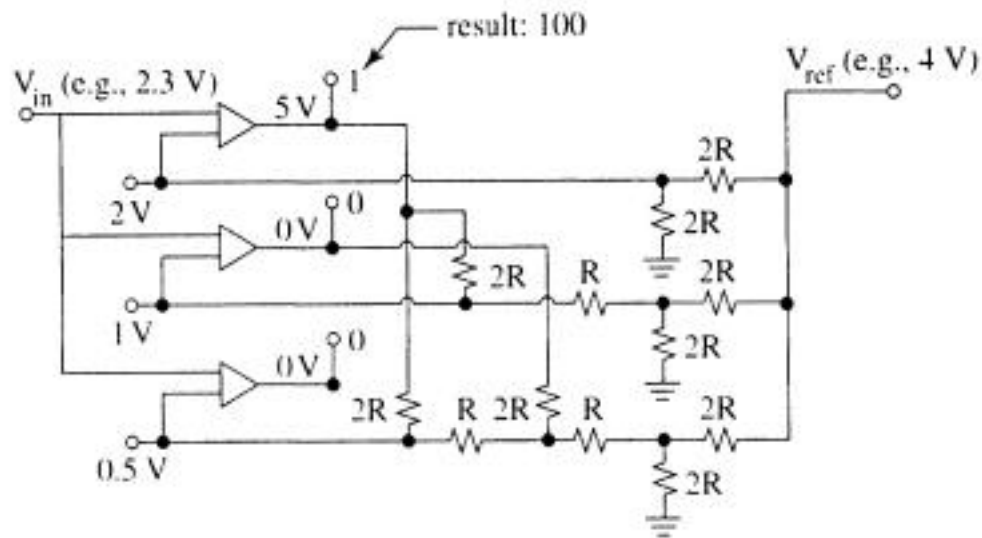 result: 100
V_in (e.g., 2.3 V)
1
V_ref (e.g., 4 V)
5 V
2R
2 V
0
2R
0 V
2R
R
2R
1 V
0
2R
0 V
2R
R
2R
R
2R
0.5 V
2R